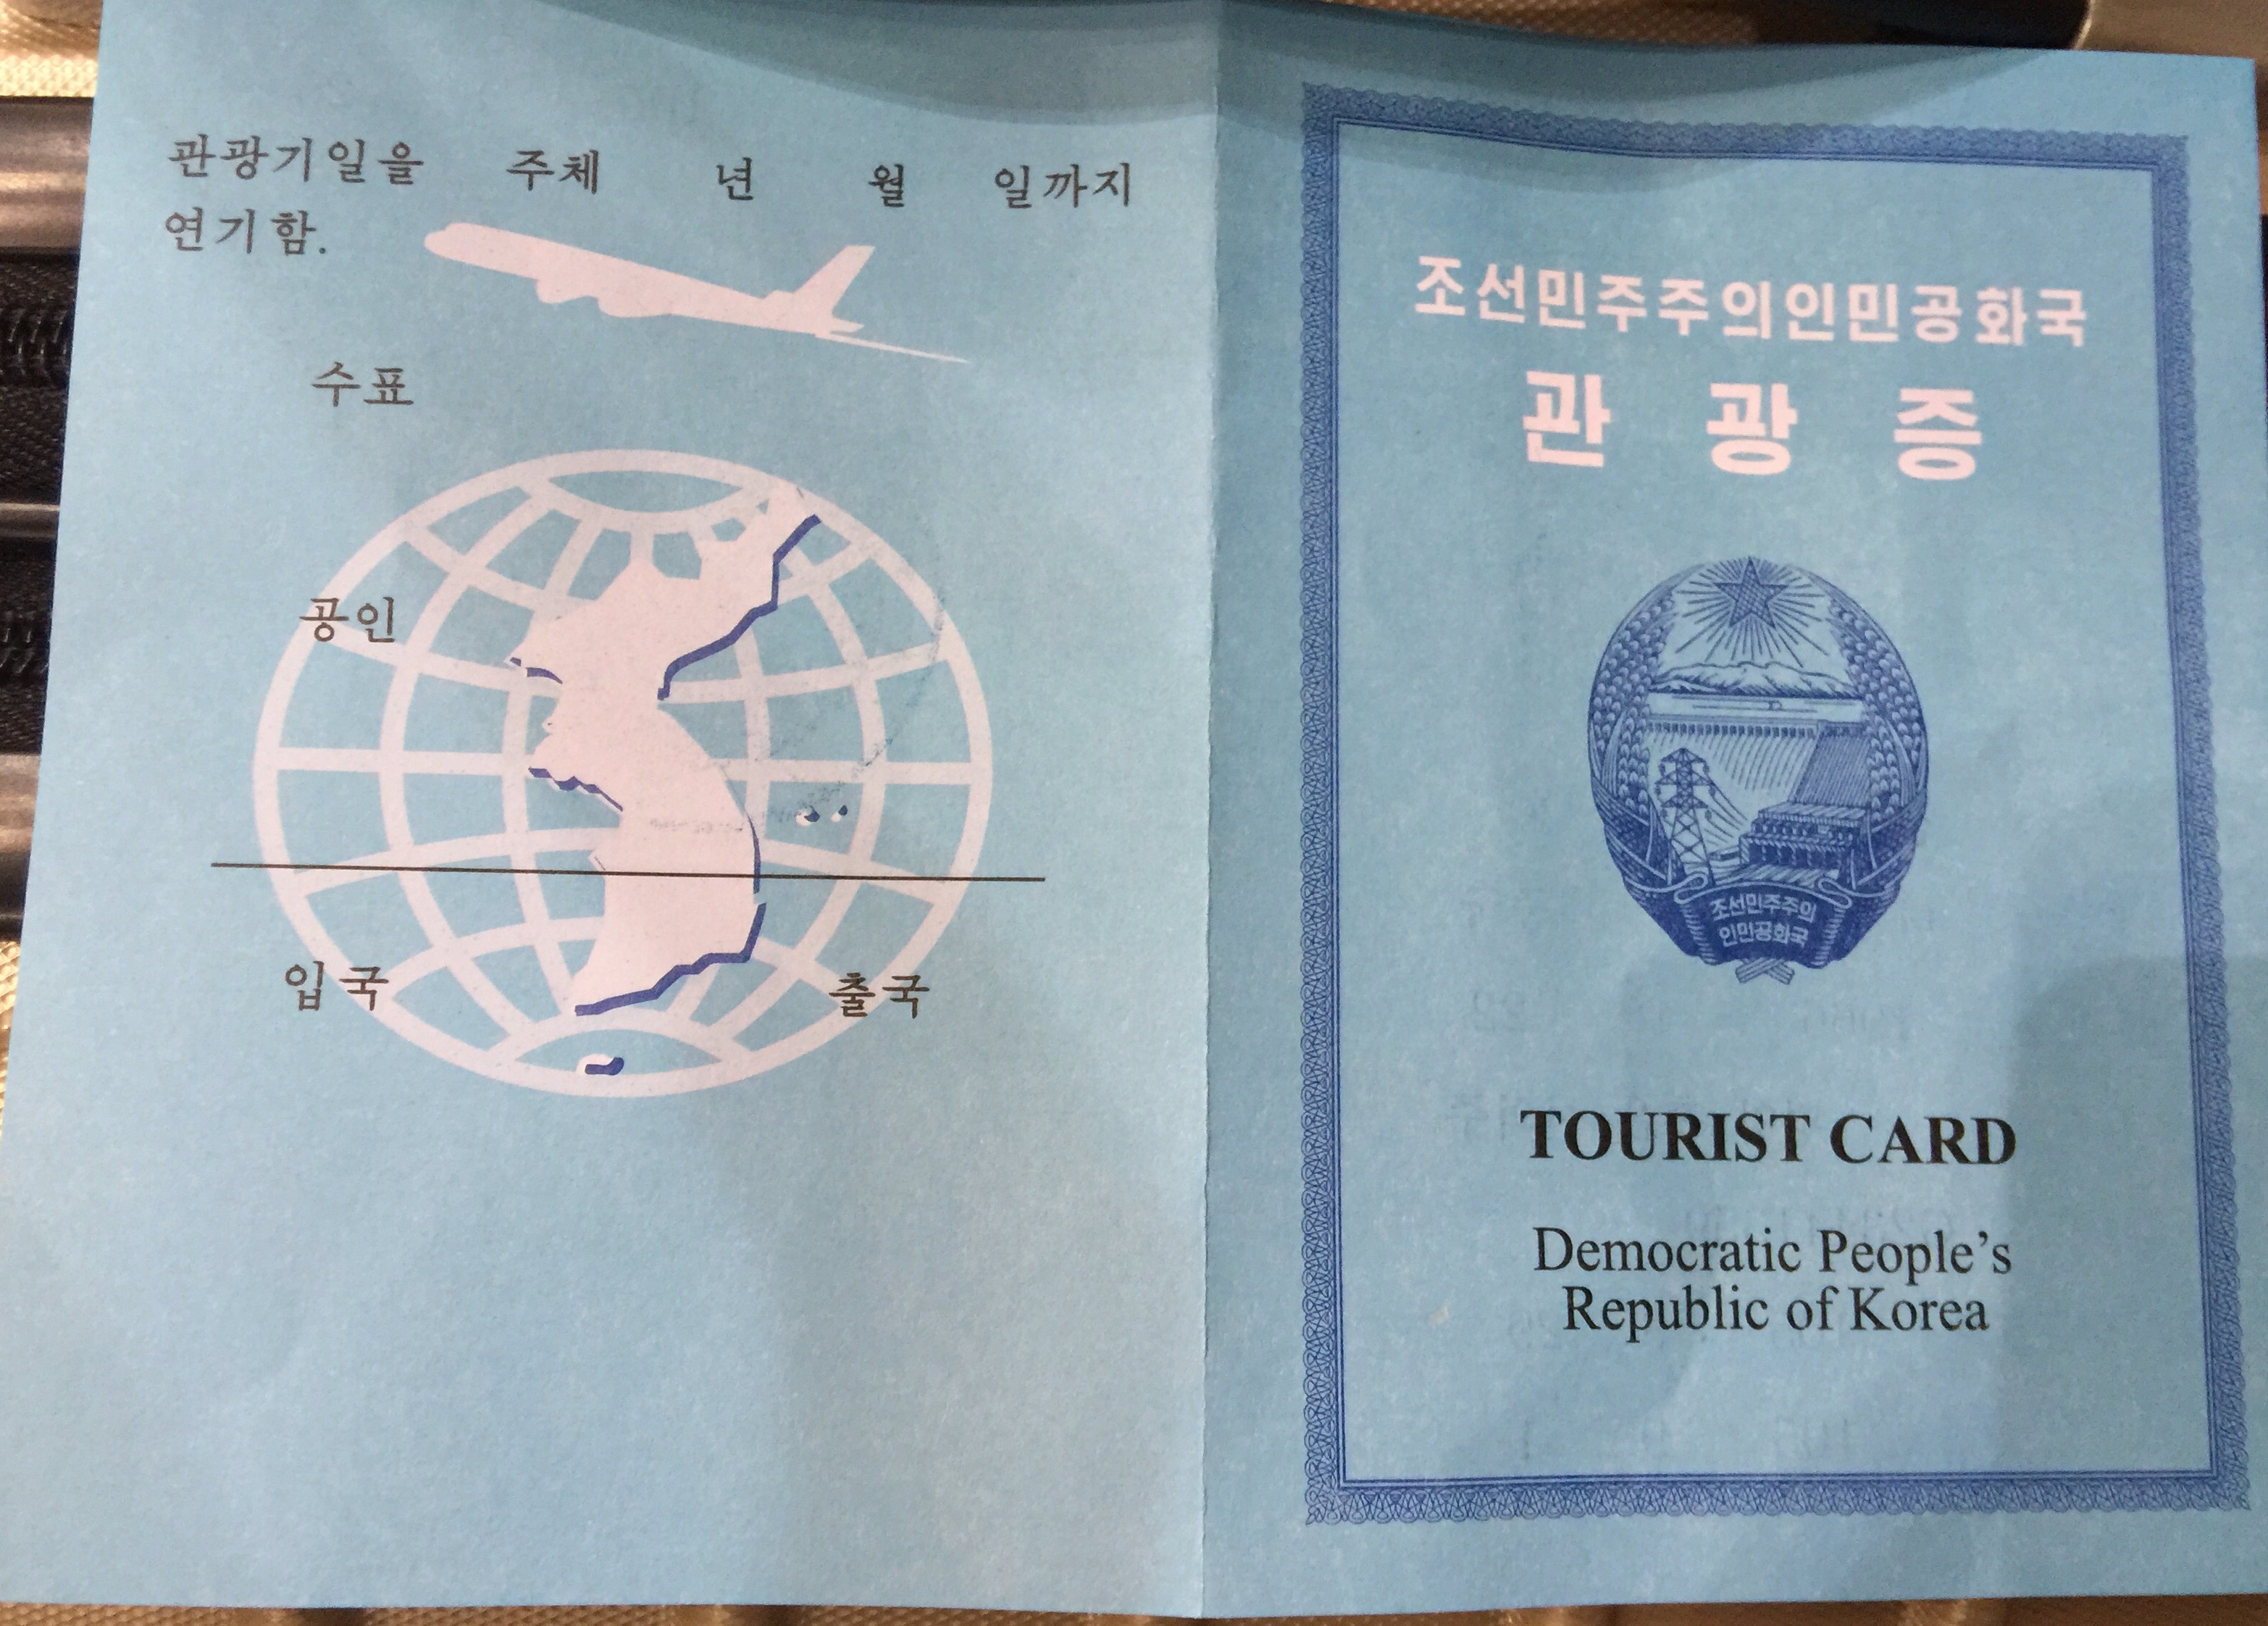 관광기일을 주체 년 월 일까지
연기함.
수표
공인
입국 출국
조선민주주의인민공화국
관광증
조선민주주의
인민공화국
TOURIST CARD
Democratic People’s
Republic of Korea